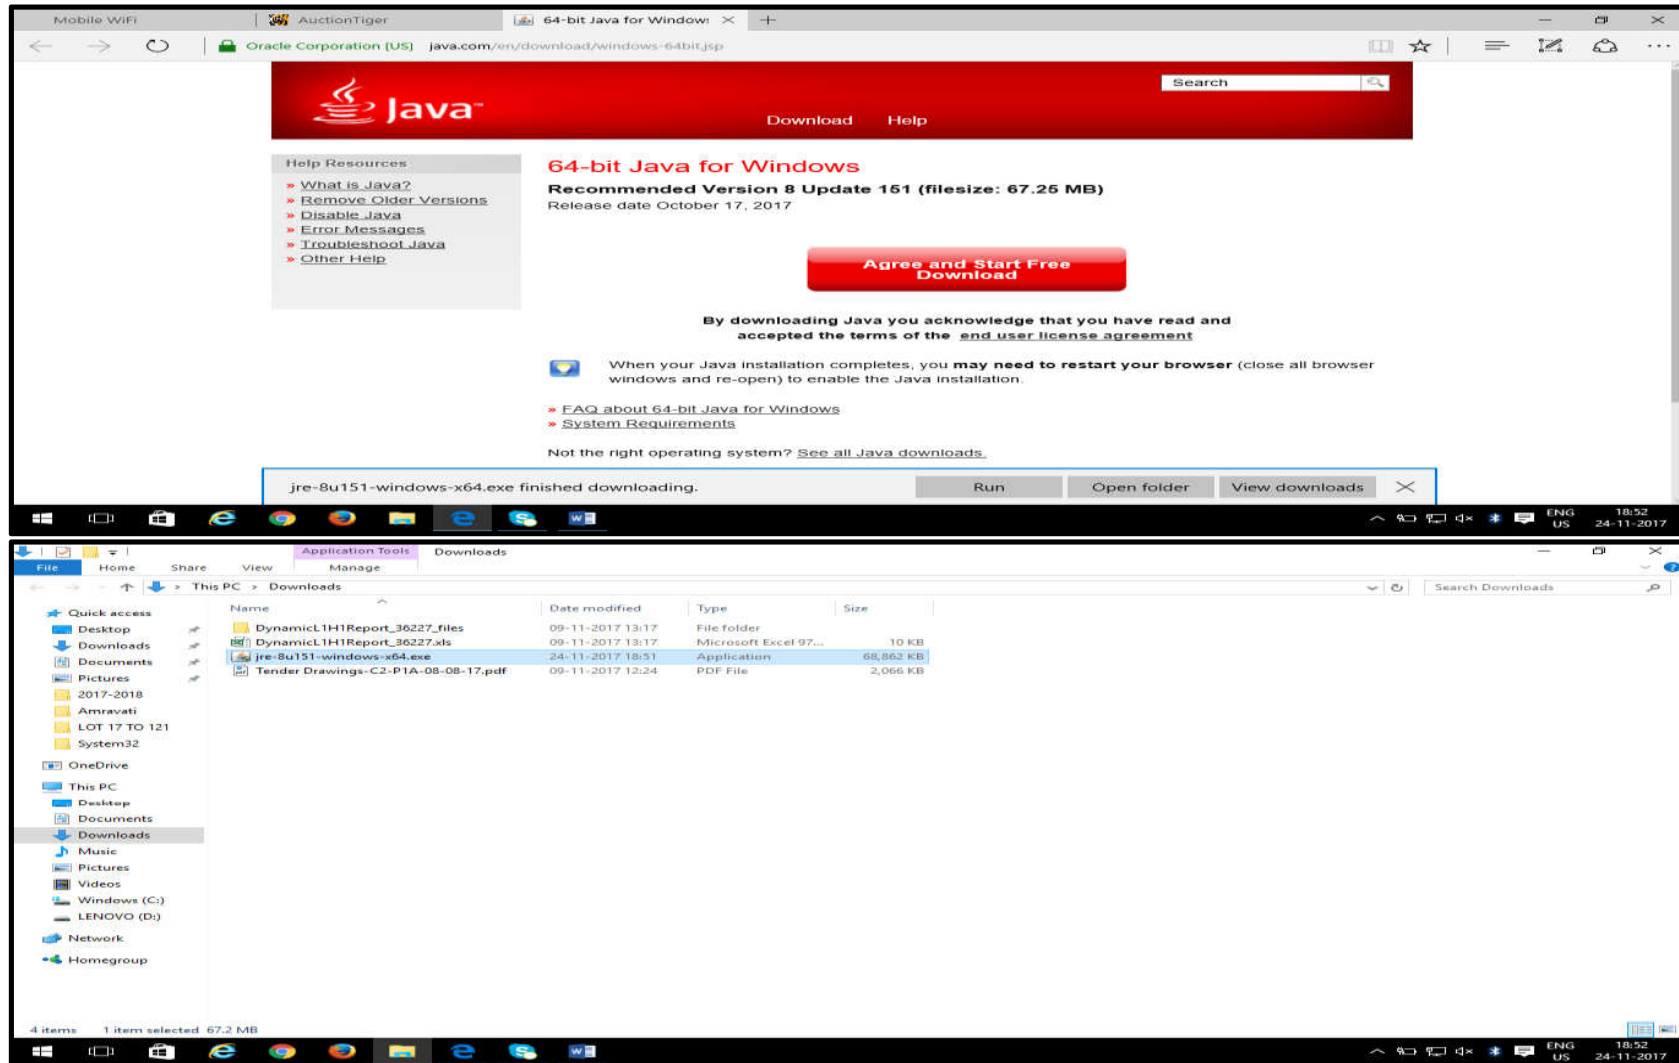 Mobile WiFi
AuctionTiger
64-bit Java for Window:
Oracle Corporation [US] java.com/en/download/windows-64bit.jsp
Search
Java™
Download Help
Help Resources
» What is Java?
» Remove Older Versions
» Disable Java
» Error Messages
» Troubleshoot Java
» Other Help
64-bit Java for Windows
Recommended Version 8 Update 151 (filesize: 67.25 MB)
Release date October 17, 2017
Agree and Start Free
Download
By downloading Java you acknowledge that you have read and
accepted the terms of the end user license agreement
When your Java installation completes, you may need to restart your browser (close all browser
windows and re-open) to enable the Java installation.
» FAQ about 64-bit Java for Windows
» System Requirements
Not the right operating system? See all Java downloads.
jre-8u151-windows-x64.exe finished downloading.
Run Open folder View downloads
ENG 18:52
US 24-11-2017
Application Tools Downloads
File Home Share View Manage
This PC > Downloads
Search Downloads
Name Date modified Type Size
DynamicL1H1Report_36227_files 09-11-2017 13:17 File folder
DynamicL1H1Report_36227.xls 09-11-2017 13:17 Microsoft Excel 97... 10 KB
jre-8u151-windows-x64.exe 24-11-2017 18:51 Application 68,862 KB
Tender Drawings-C2-P1A-08-08-17.pdf 09-11-2017 12:24 PDF File 2,066 KB
Quick access
Desktop
Downloads
Documents
Pictures
2017-2018
Amravati
LOT 17 TO 121
System32
OneDrive
This PC
Desktop
Documents
Downloads
Music
Pictures
Videos
Windows (C:)
LENOVO (D:)
Network
Homegroup
4 items 1 item selected 67.2 MB
ENG 18:52
US 24-11-2017